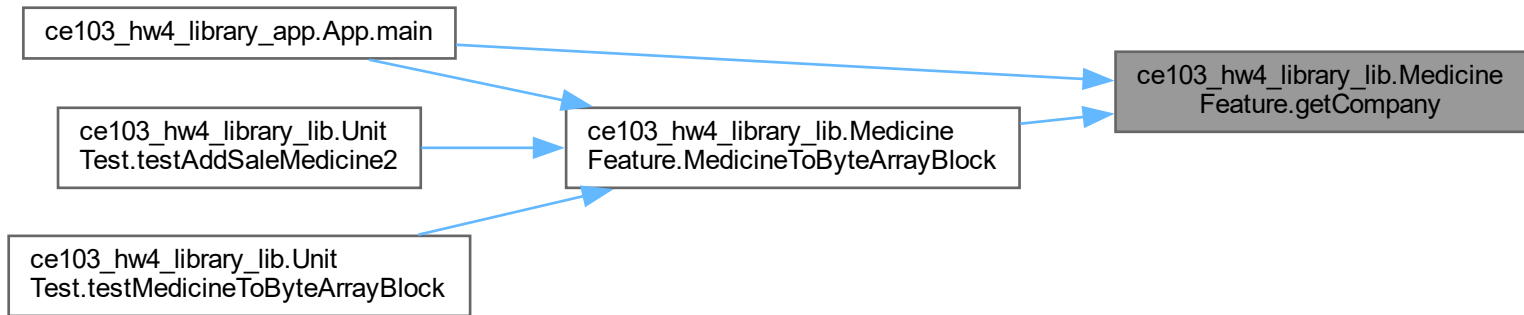 ce103_hw4_library_app.App.main
ce103_hw4_library_lib.Unit
Test.testAddSaleMedicine2
ce103_hw4_library_lib.Unit
Test.testMedicineToByteArrayBlock
ce103_hw4_library_lib.Medicine
Feature.MedicineToByteArrayBlock
ce103_hw4_library_lib.Medicine
Feature.getCompany